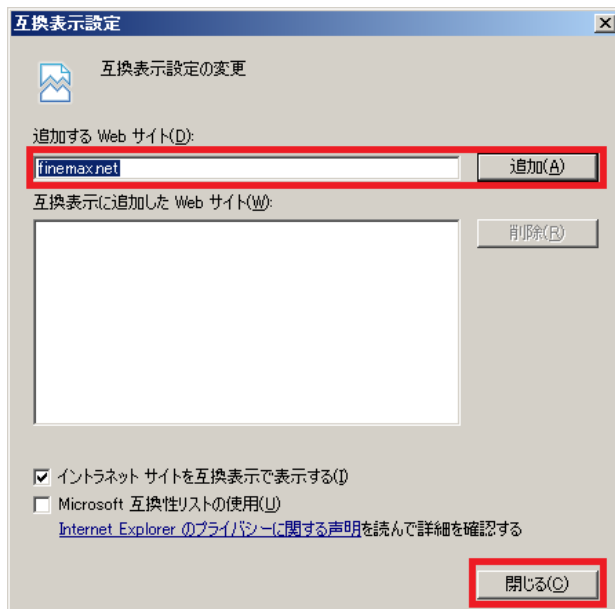 互換表示設定
互換表示設定の変更
追加する Web サイト(D):
finemax.net
追加(A)
互換表示に追加した Web サイト(W):
削除(R)
イントラネット サイトを互換表示で表示する(I)
Microsoft 互換性リストの使用(U)
Internet Explorer のプライバシーに関する声明を読んで詳細を確認する
閉じる(C)